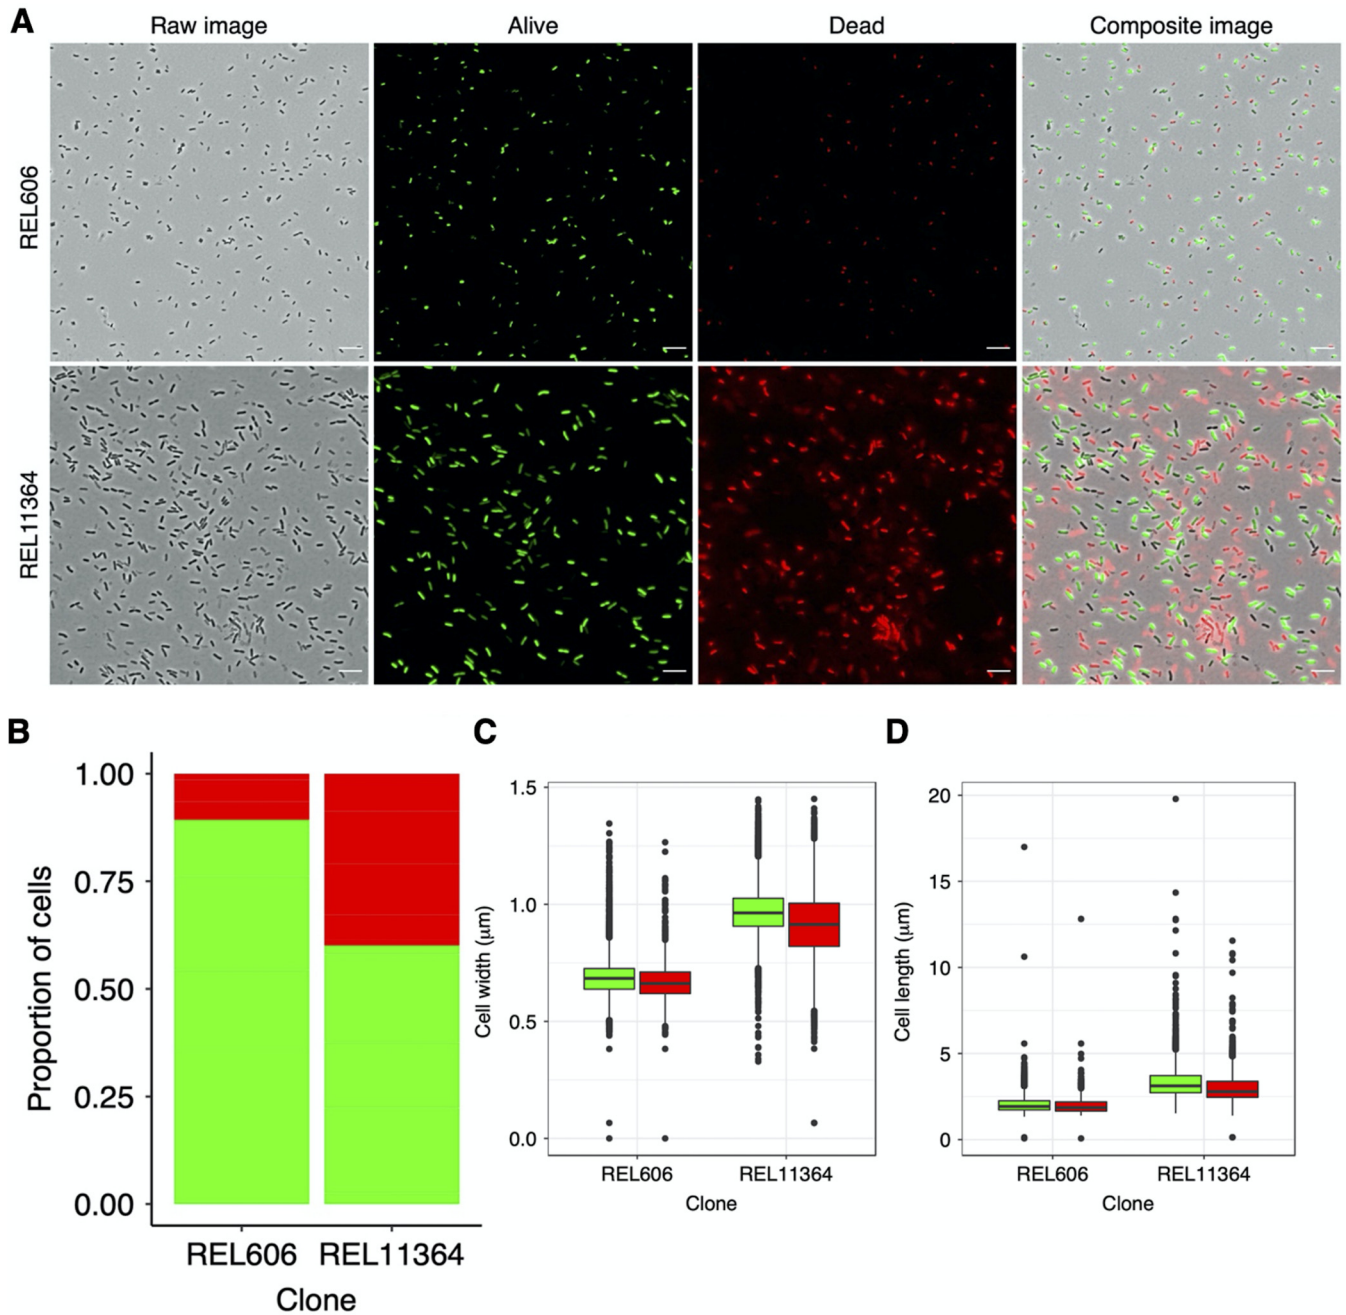 A
Raw image
Alive
Dead
Composite image
REL606
REL11364
B
1.00
0.75
0.50
0.25
0.00
Proportion of cells
REL606 REL11364
Clone
C
1.5
1.0
0.5
0.0
Cell width (μm)
REL606 REL11364
Clone
D
20
15
10
5
0
Cell length (μm)
REL606 REL11364
Clone